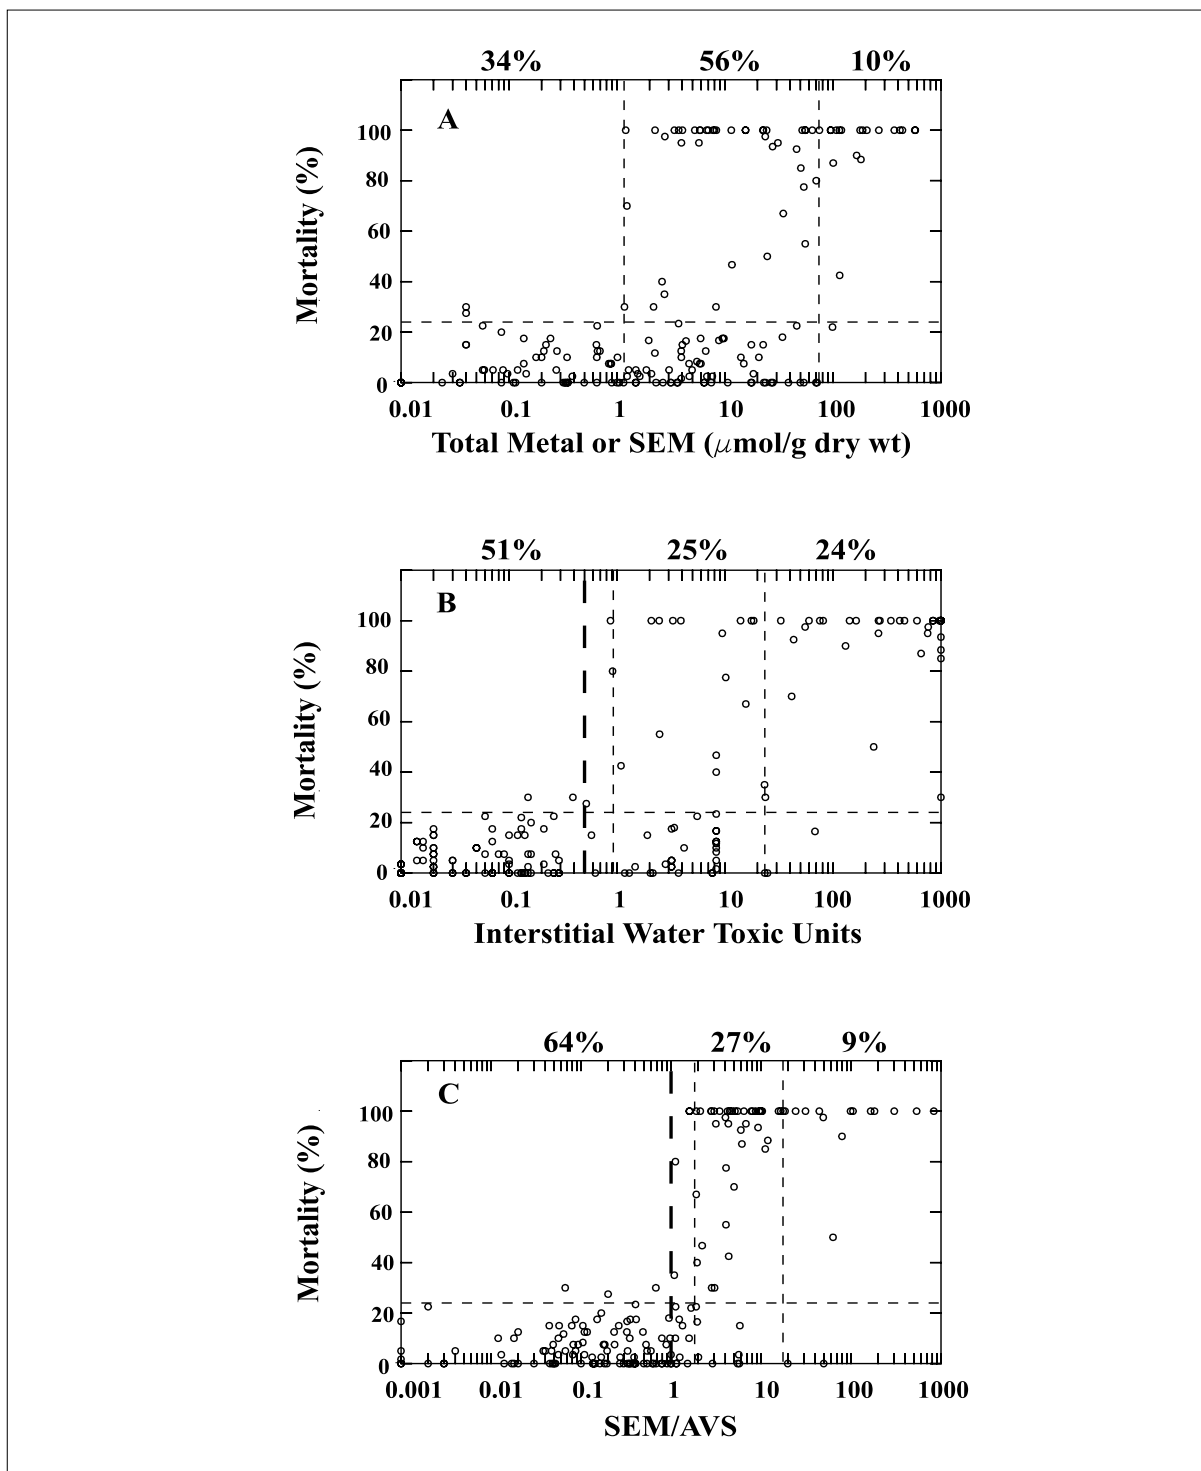 34% 56% 10%
A
100
80
60
40
20
0
Mortality (%)
0.01 0.1 1 10 100 1000
Total Metal or SEM (μmol/g dry wt)
51% 25% 24%
B
100
80
60
40
20
0
Mortality (%)
0.01 0.1 1 10 100 1000
Interstitial Water Toxic Units
64% 27% 9%
C
100
80
60
40
20
0
Mortality (%)
0.001 0.01 0.1 1 10 100 1000
SEM/AVS